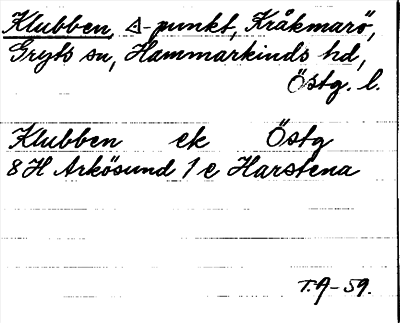 Klubben, △-punkt, Kråkmarö,
Gryts sn, Hammarkinds hd,
Östg. l.
Klubben ek Östg
8 H Arkösund 1 e Harstena
T.A-59.